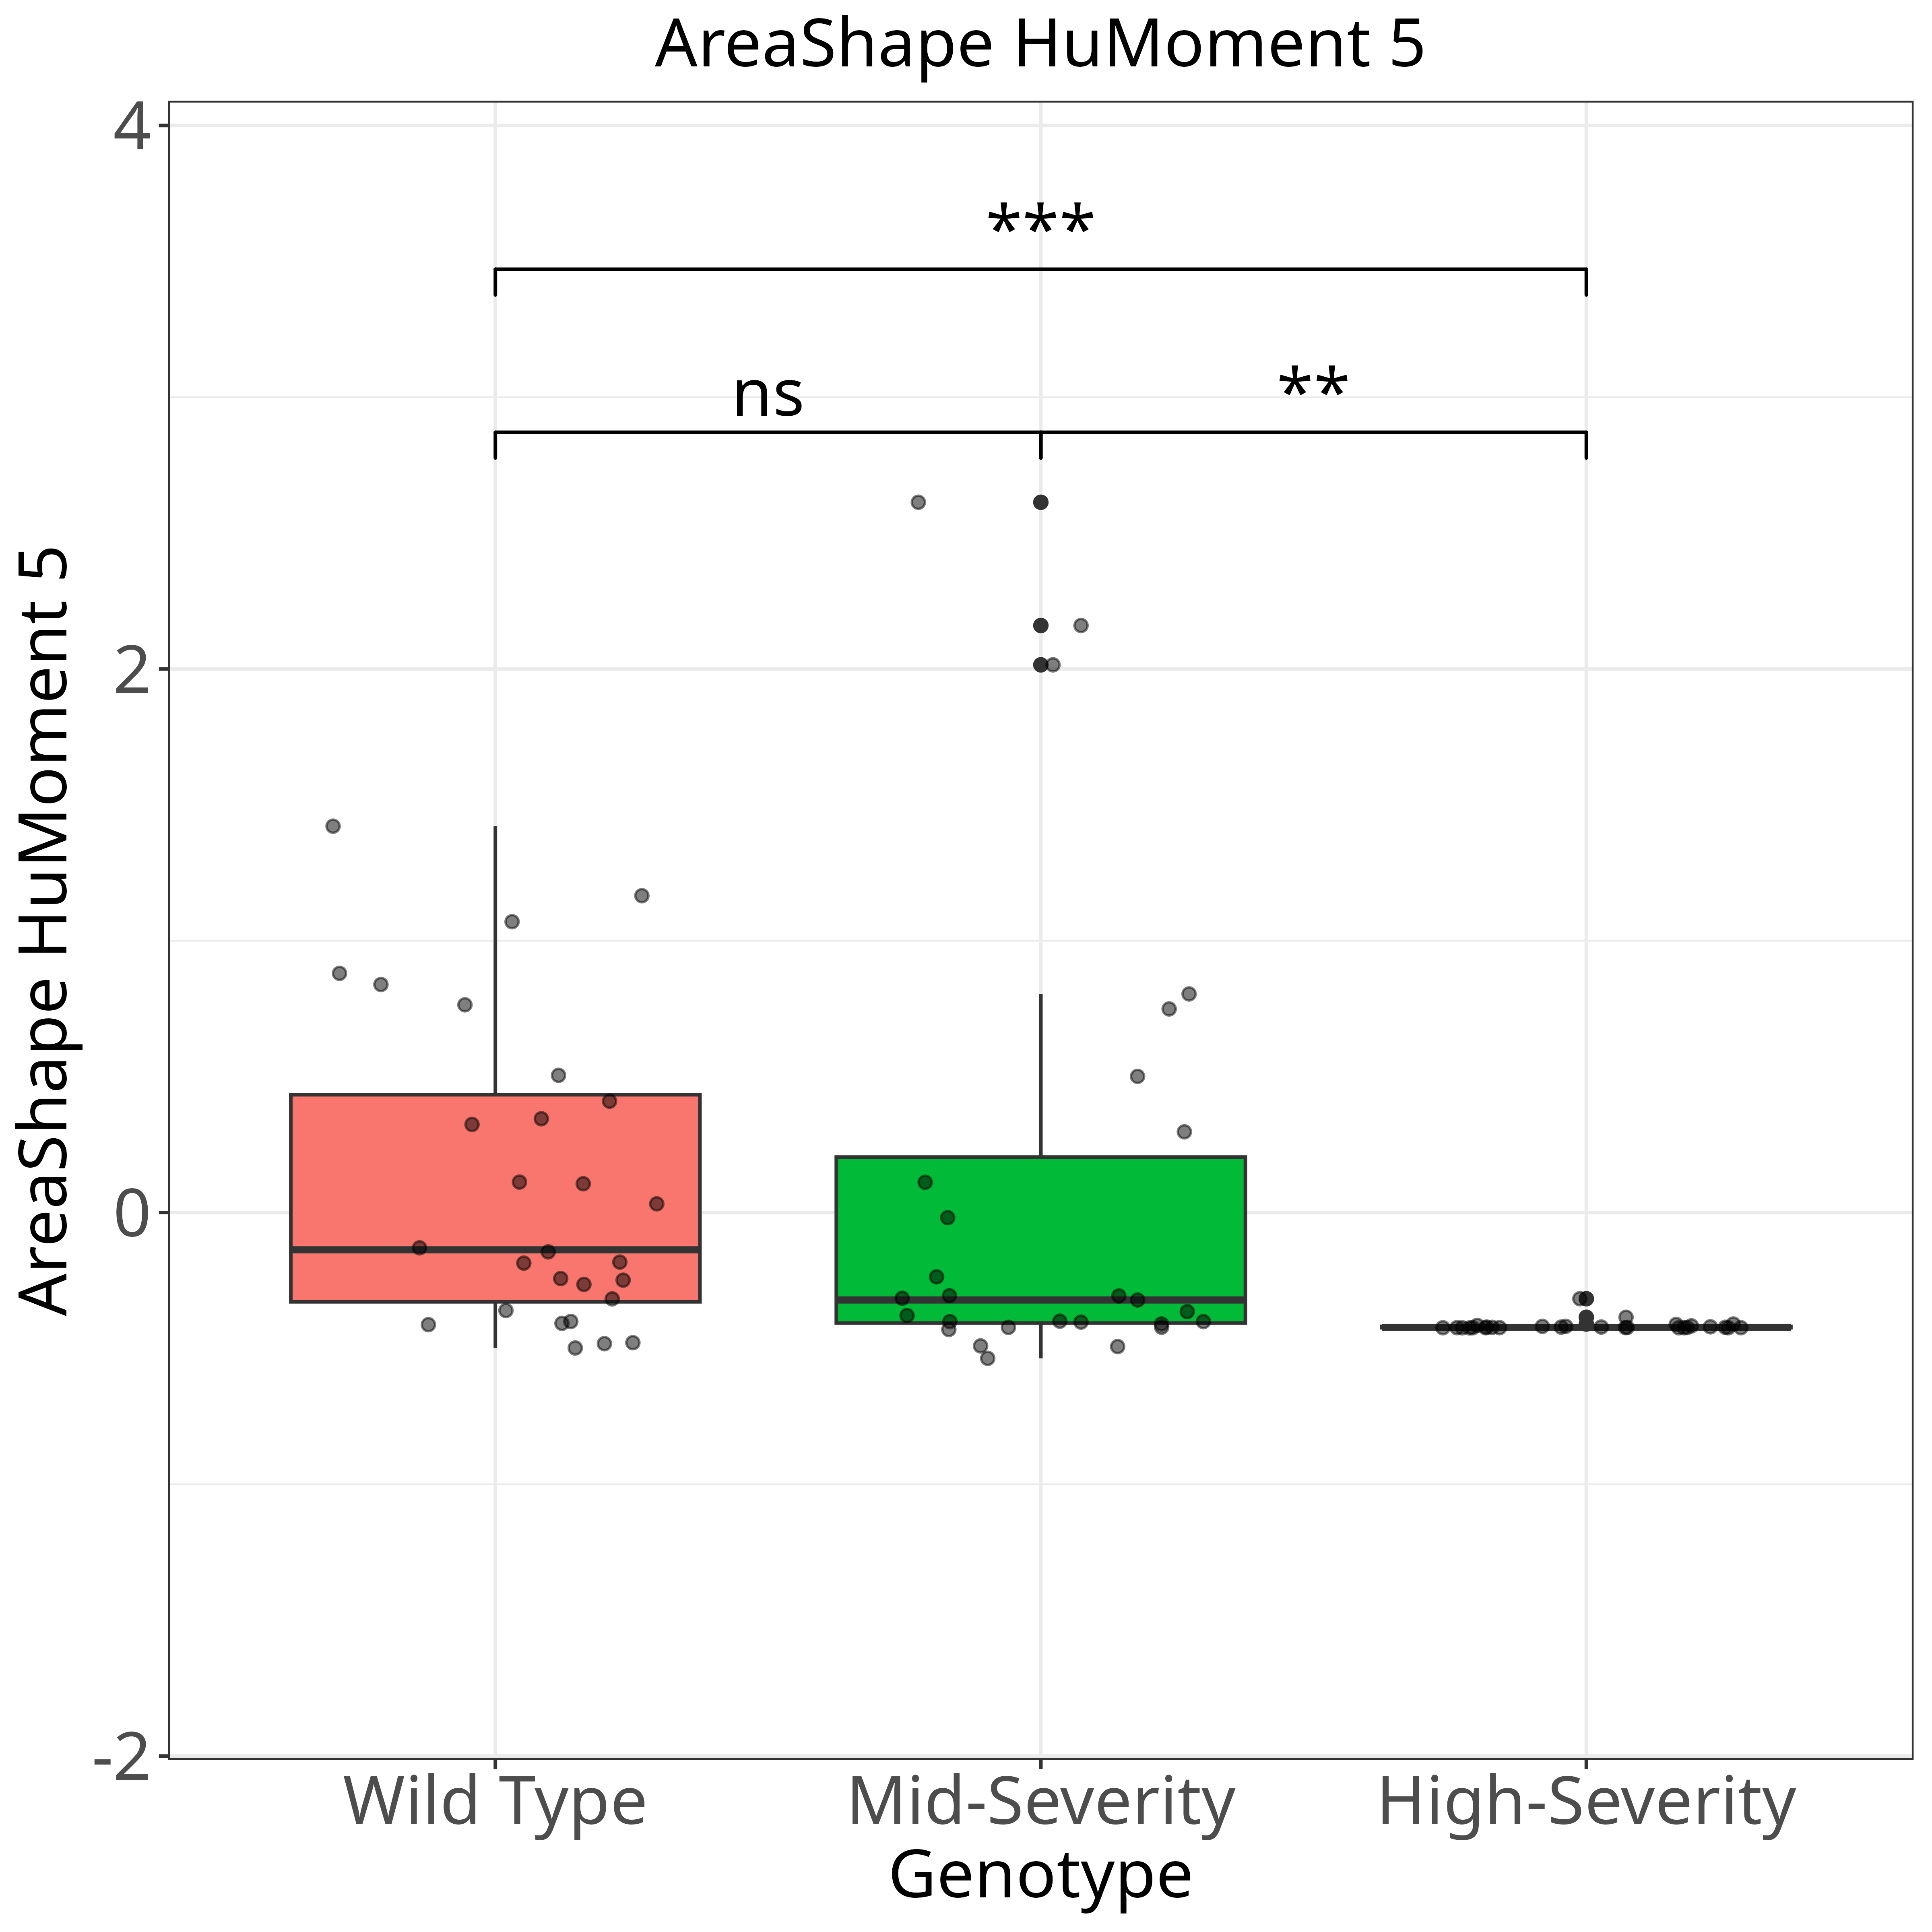 AreaShape HuMoment 5
AreaShape HuMoment 5
4
2
0
-2
***
ns
**
Wild Type
Mid-Severity
High-Severity
Genotype